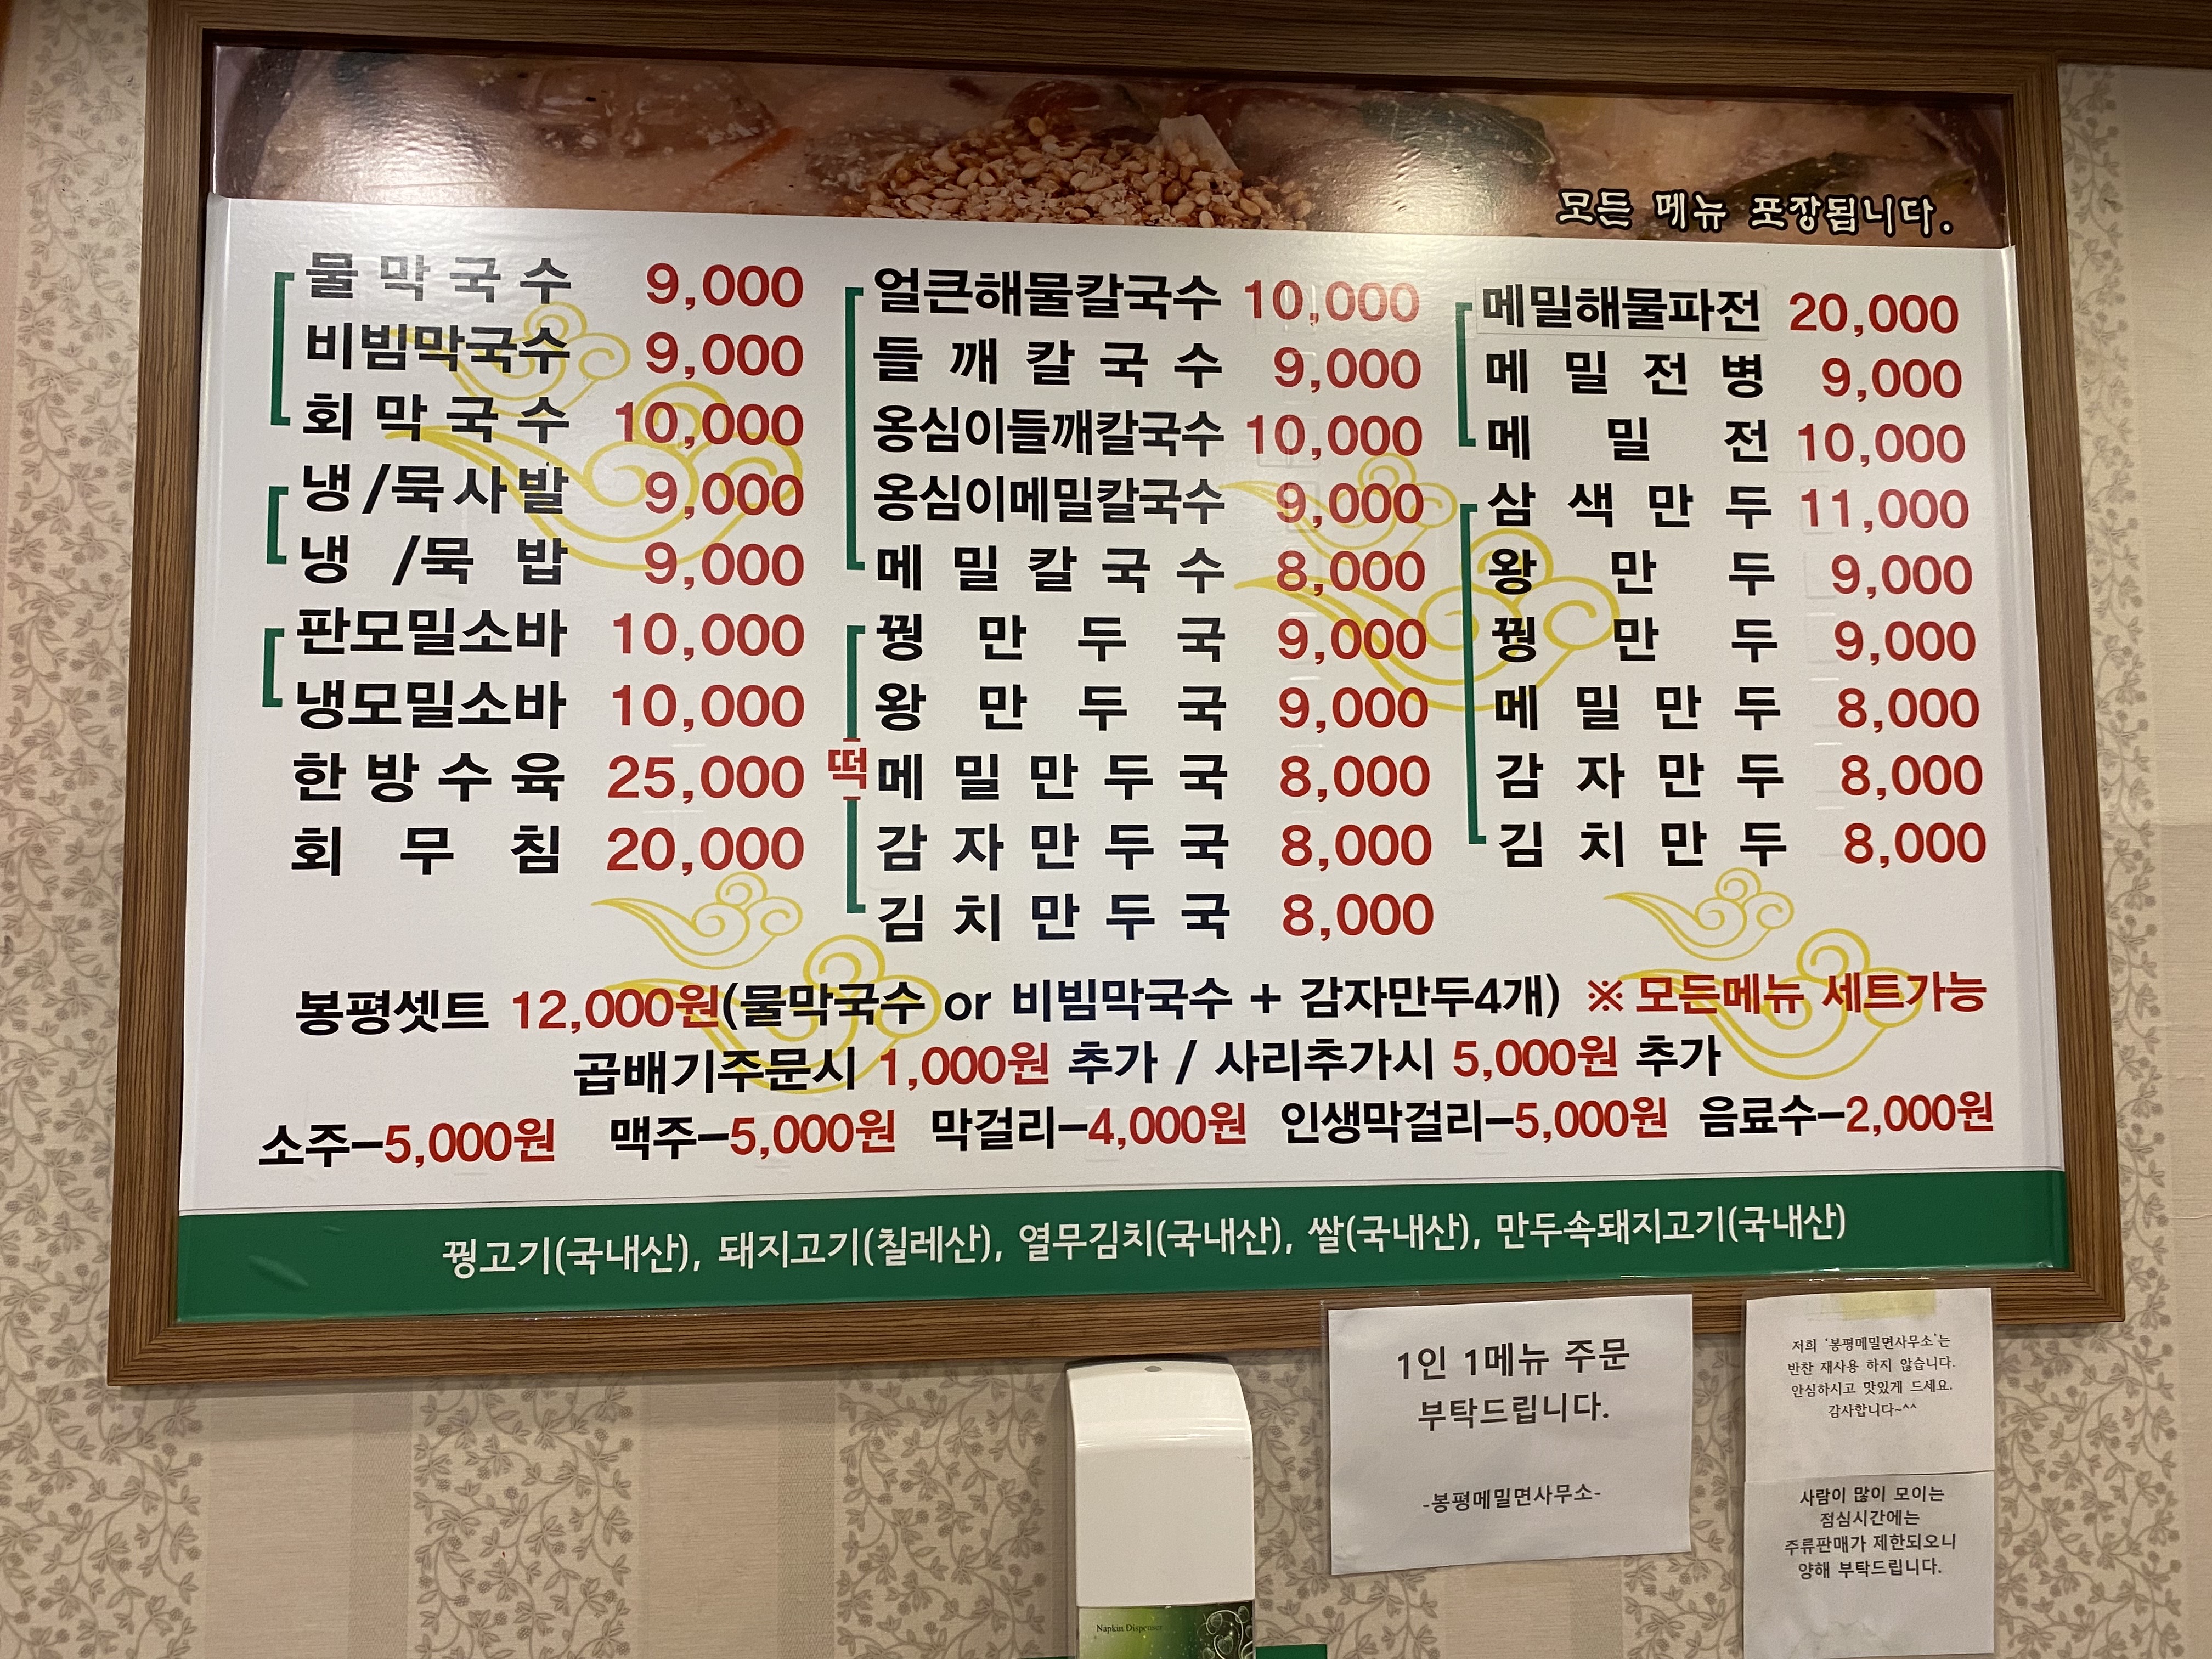 모든 메뉴 포장됩니다.
물막국수 9,000
비빔막국수 9,000
회막국수 10,000
냉/묵사발 9,000
냉/묵밥 9,000
판모밀소바 10,000
냉모밀소바 10,000
한방수육 25,000
회무침 20,000
얼큰해물칼국수 10,000
들깨칼국수 9,000
옹심이들깨칼국수 10,000
옹심이메밀칼국수 9,000
메밀칼국수 8,000
떡
꿩만두국 9,000
왕만두국 9,000
메밀만두국 8,000
감자만두국 8,000
김치만두국 8,000
메밀해물파전 20,000
메밀전병 9,000
메밀전 10,000
삼색만두 11,000
왕만두 9,000
꿩만두 9,000
메밀만두 8,000
감자만두 8,000
김치만두 8,000
봉평셋트 12,000원(물막국수 or 비빔막국수 + 감자만두4개) ※ 모든메뉴 세트가능
곱배기주문시 1,000원 추가 / 사리추가시 5,000원 추가
소주-5,000원 맥주-5,000원 막걸리-4,000원 인생막걸리-5,000원 음료수-2,000원
꿩고기(국내산), 돼지고기(칠레산), 열무김치(국내산), 쌀(국내산), 만두속돼지고기(국내산)
1인 1메뉴 주문
부탁드립니다.
-봉평메밀면사무소-
저희 '봉평메밀면사무소'는
반찬 재사용 하지 않습니다.
안심하시고 맛있게 드세요.
감사합니다~^^
사람이 많이 모이는
점심시간에는
주류판매가 제한되오니
양해 부탁드립니다.
Napkin Dispenser